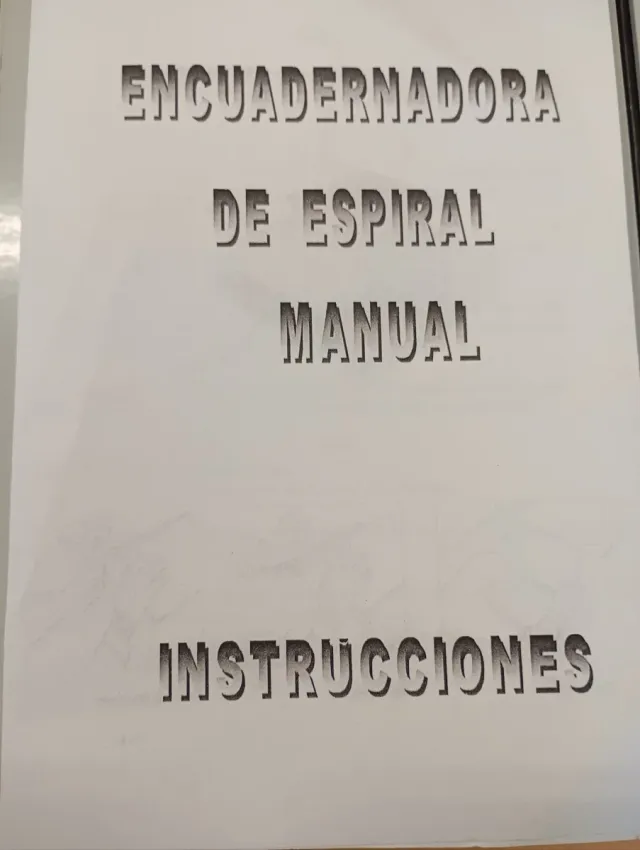 ENCUADERNADORA
DE ESPIRAL
MANUAL
INSTRUCCIONES